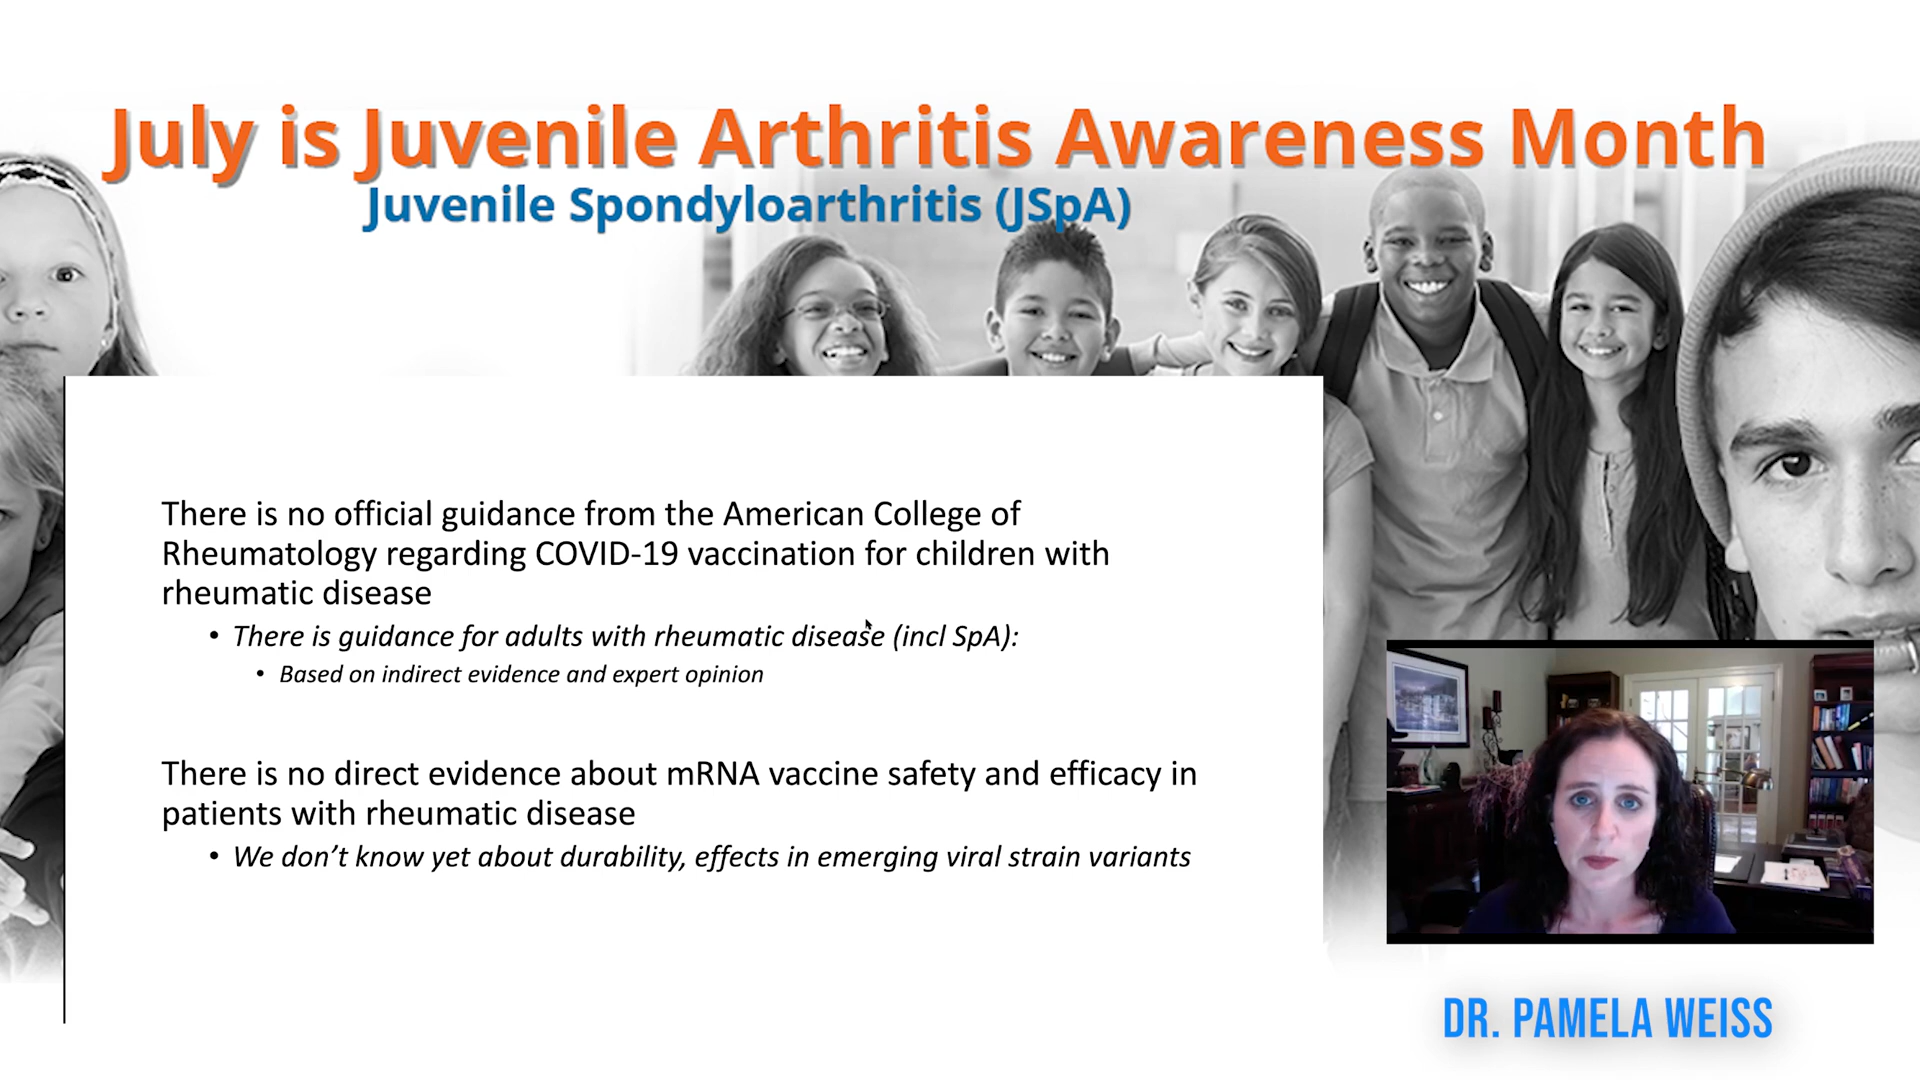 July is Juvenile Arthritis Awareness Month
Juvenile Spondyloarthritis (JSpA)
There is no official guidance from the American College of
Rheumatology regarding COVID-19 vaccination for children with
rheumatic disease
• There is guidance for adults with rheumatic disease (incl SpA):
• Based on indirect evidence and expert opinion
There is no direct evidence about mRNA vaccine safety and efficacy in
patients with rheumatic disease
• We don’t know yet about durability, effects in emerging viral strain variants
DR. PAMELA WEISS